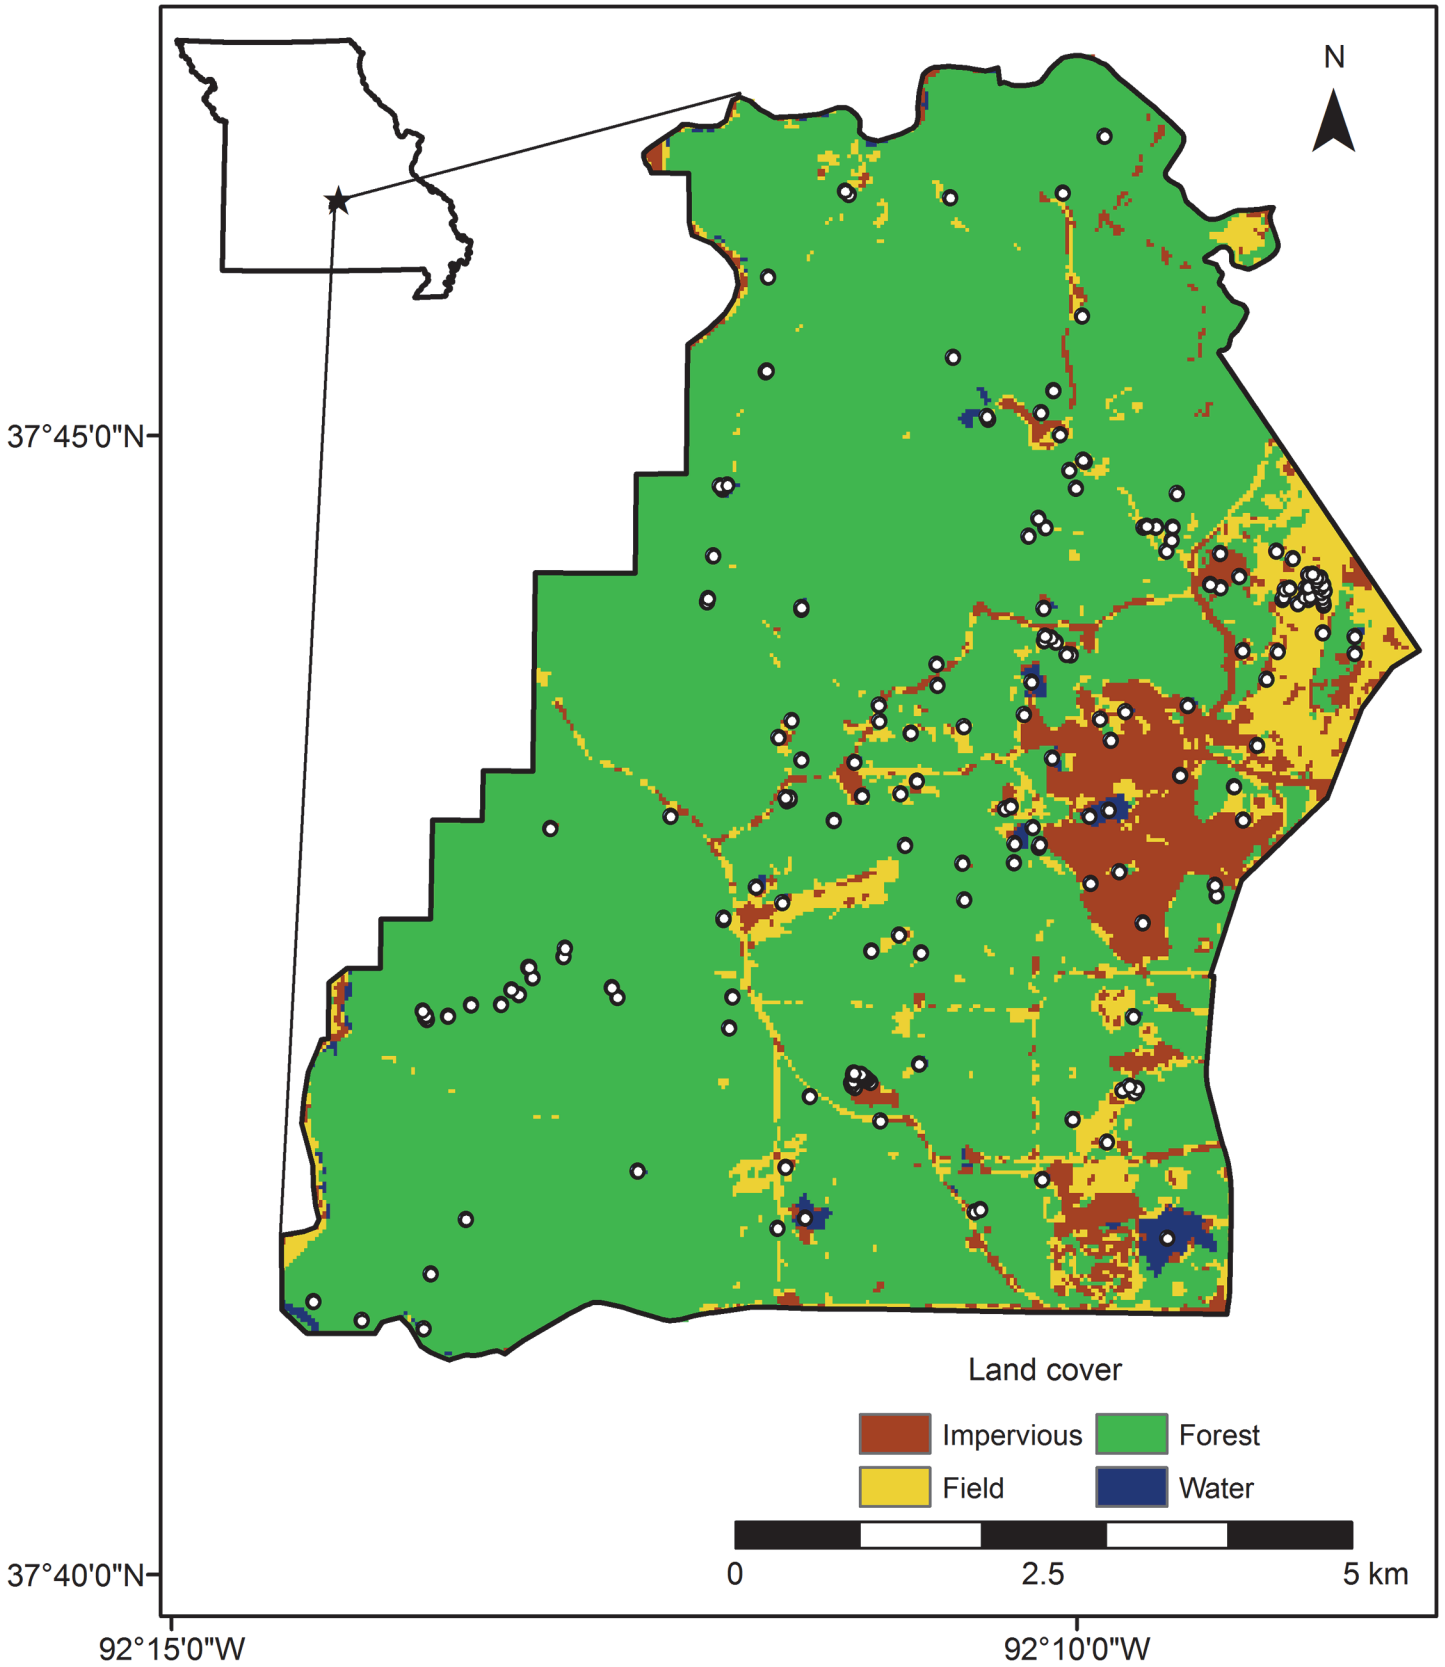 N
37°45'0"N
Land cover
Impervious
Forest
Field
Water
0 2.5 5 km
37°40'0"N
92°15'0"W
92°10'0"W